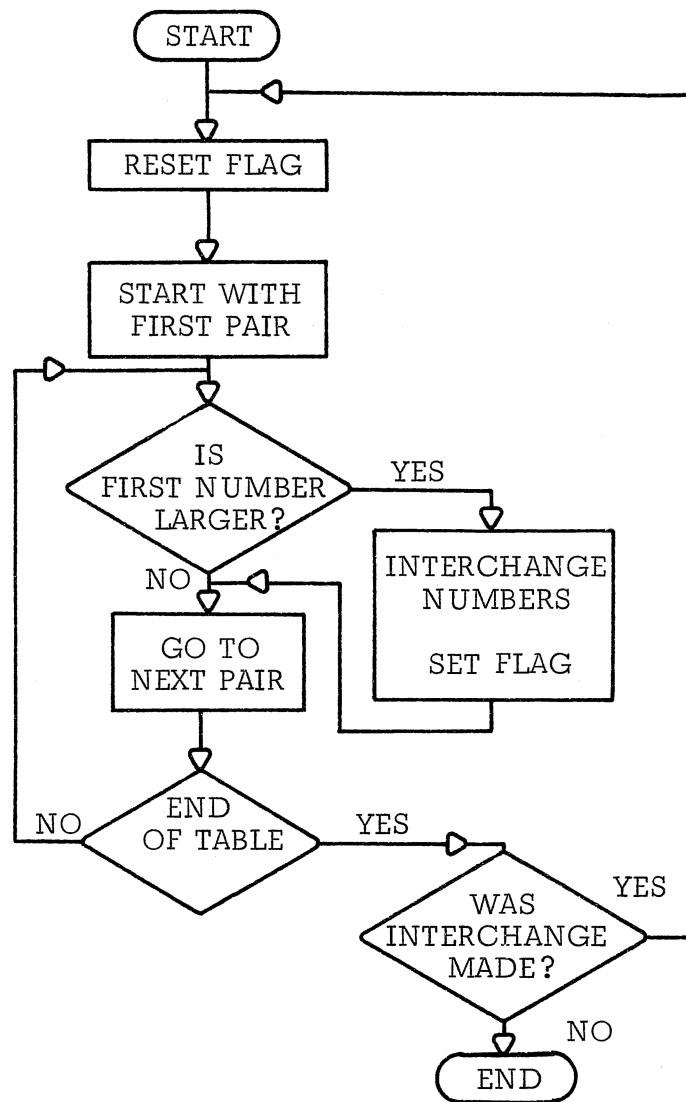 START
RESET FLAG
START WITH
FIRST PAIR
IS
FIRST NUMBER
LARGER?
YES
NO
INTERCHANGE
NUMBERS
SET FLAG
GO TO
NEXT PAIR
END
OF TABLE
NO
YES
WAS
INTERCHANGE
MADE?
YES
NO
END